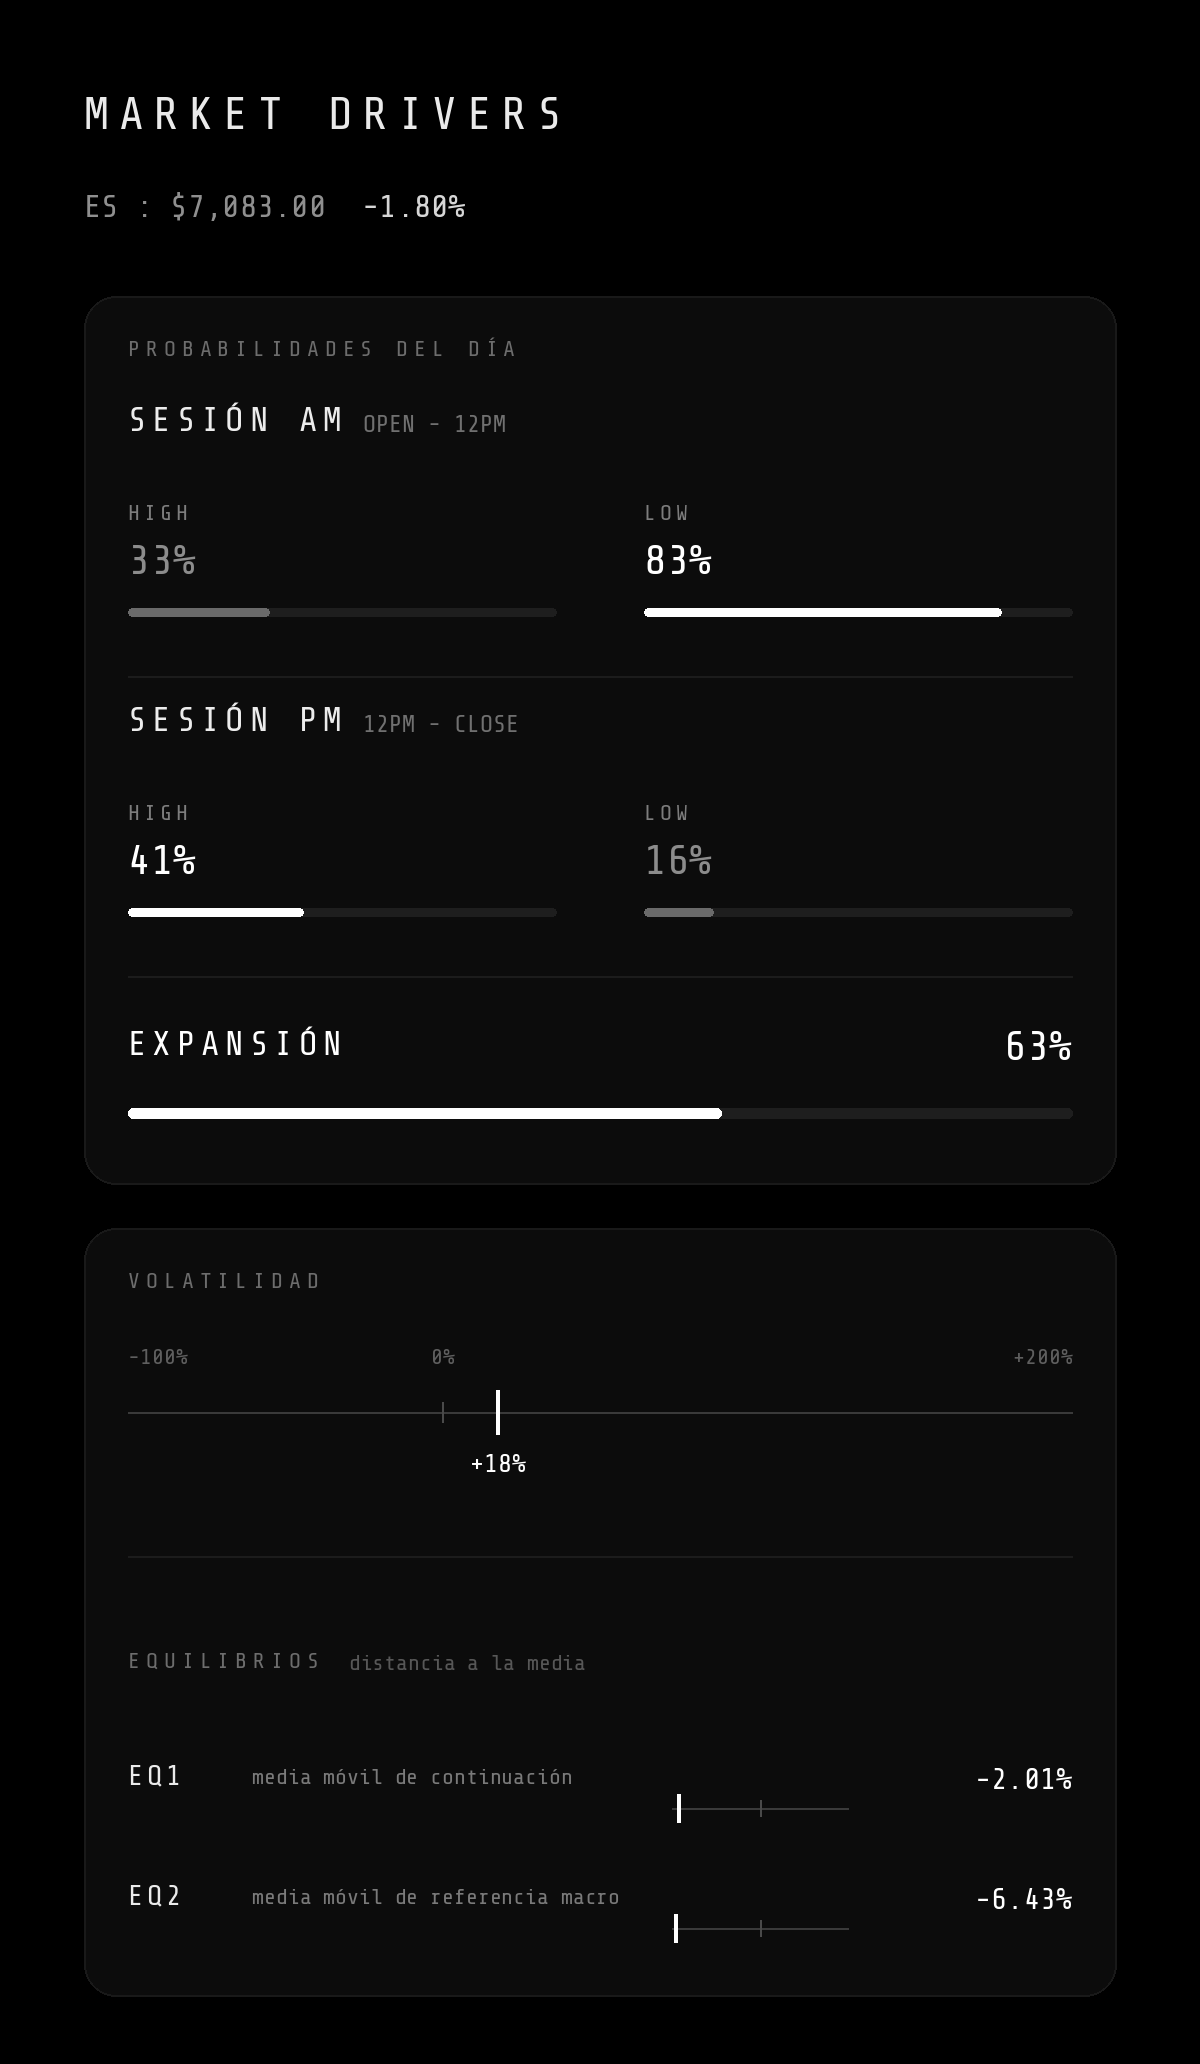 MARKET DRIVERS
ES : $7,083.00 -1.80%
PROBABILIDADES DEL DÍA
SESIÓN AM OPEN - 12PM
HIGH LOW
33% 83%
SESIÓN PM 12PM - CLOSE
HIGH LOW
41% 16%
EXPANSIÓN 63%
VOLATILIDAD
-100% 0% +200%
+18%
EQUILIBRIOS distancia a la media
EQ1 media móvil de continuación -2.01%
EQ2 media móvil de referencia macro -6.43%